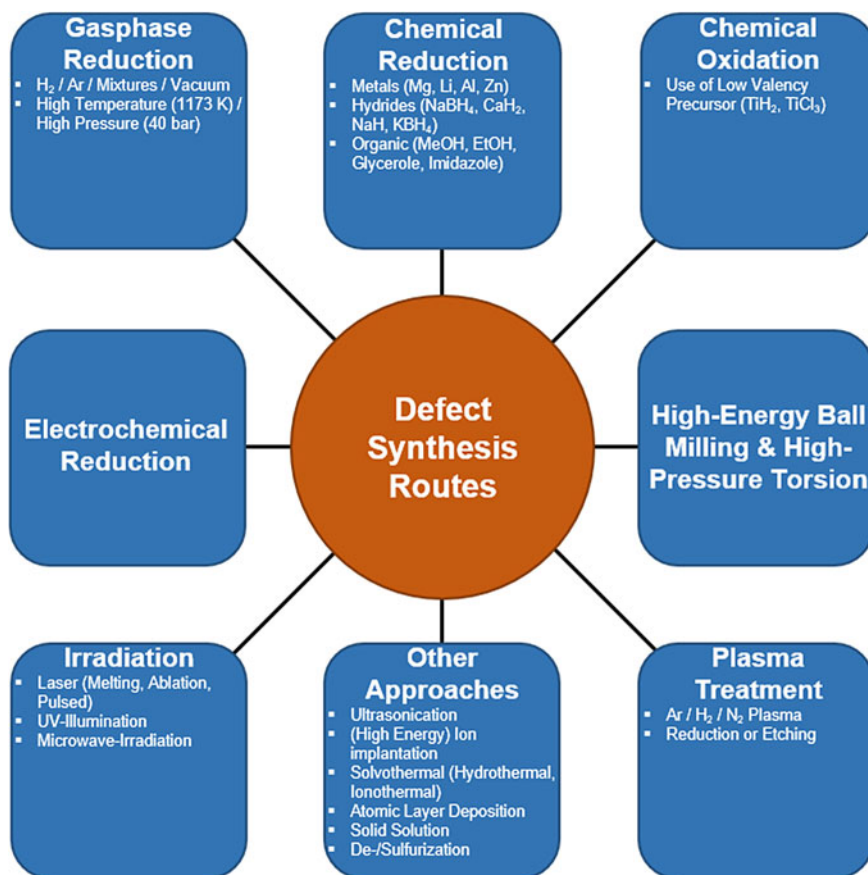 Gasphase
Reduction
▪ H₂ / Ar / Mixtures / Vacuum
▪ High Temperature (1173 K) /
High Pressure (40 bar)
Chemical
Reduction
▪ Metals (Mg, Li, Al, Zn)
▪ Hydrides (NaBH₄, CaH₂,
NaH, KBH₄)
▪ Organic (MeOH, EtOH,
Glycerole, Imidazole)
Chemical
Oxidation
▪ Use of Low Valency
Precursor (TiH₂, TiCl₃)
Electrochemical
Reduction
Defect
Synthesis
Routes
High-Energy Ball
Milling & High-
Pressure Torsion
Irradiation
▪ Laser (Melting, Ablation,
Pulsed)
▪ UV-Illumination
▪ Microwave-Irradiation
Other
Approaches
▪ Ultrasonication
▪ (High Energy) Ion
implantation
▪ Solvothermal (Hydrothermal,
Ionothermal)
▪ Atomic Layer Deposition
▪ Solid Solution
▪ De-/Sulfurization
Plasma
Treatment
▪ Ar / H₂ / N₂ Plasma
▪ Reduction or Etching